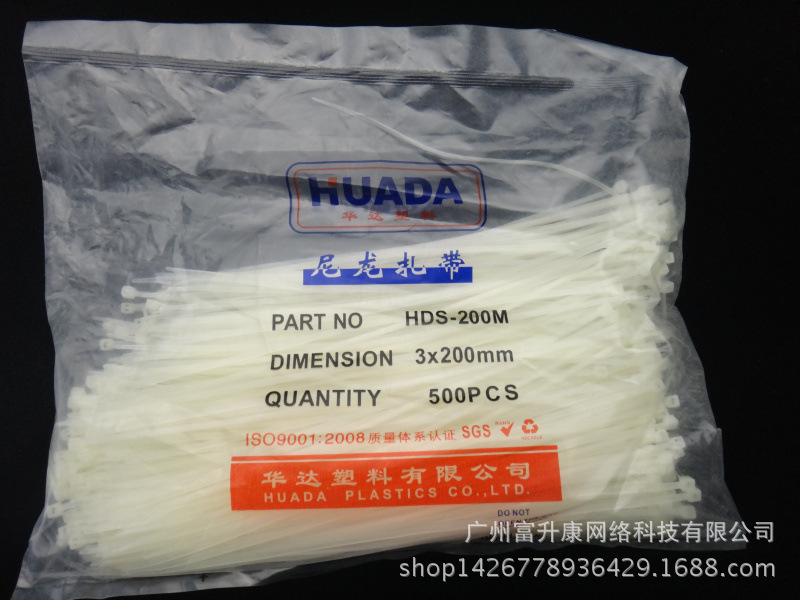 HUADA
华达塑料
尼龙扎带
PART NO HDS-200M
DIMENSION 3x200mm
QUANTITY 500PCS
ISO9001:2008质量体系认证 SGS RoHS RECYCLE
华达塑料有限公司
HUADA PLASTICS CO.,LTD.
DO NOT
广州富升康网络科技有限公司
shop1426778936429.1688.com